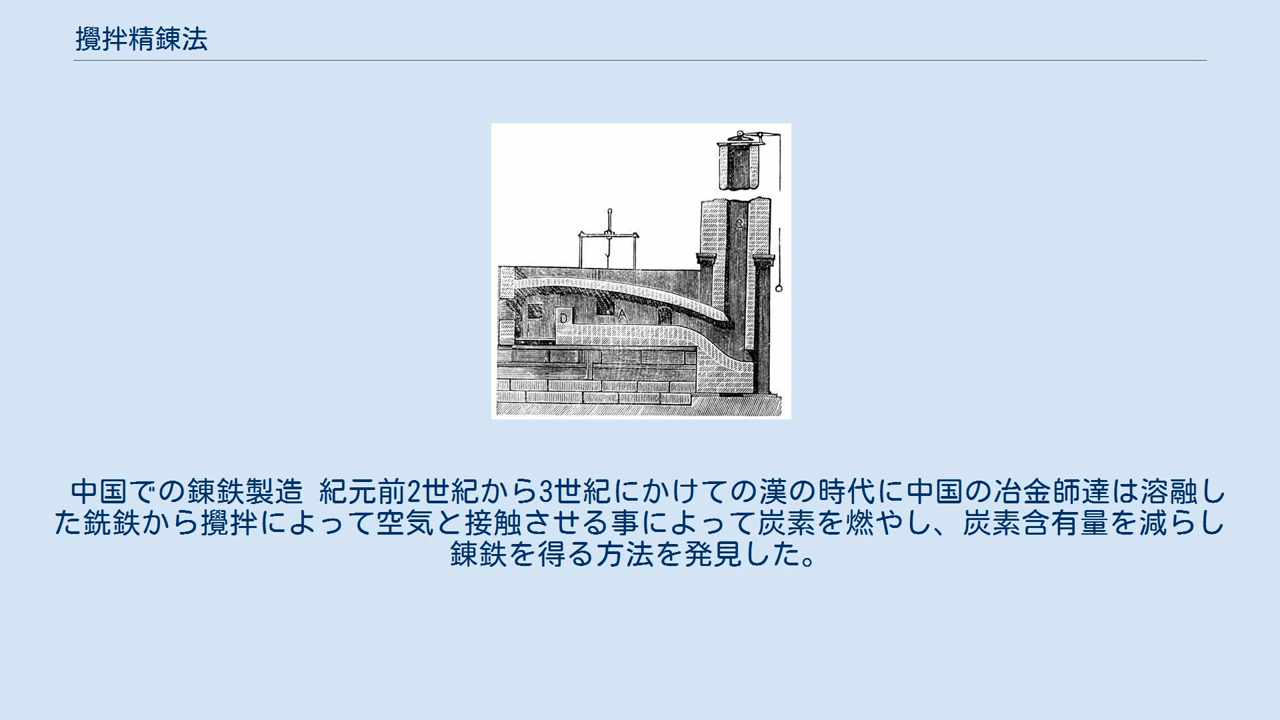 攪拌精錬法
D
A
中国での錬鉄製造 紀元前2世紀から3世紀にかけての漢の時代に中国の冶金師達は溶融し
た銑鉄から攪拌によって空気と接触させる事によって炭素を燃やし、炭素含有量を減らし
錬鉄を得る方法を発見した。